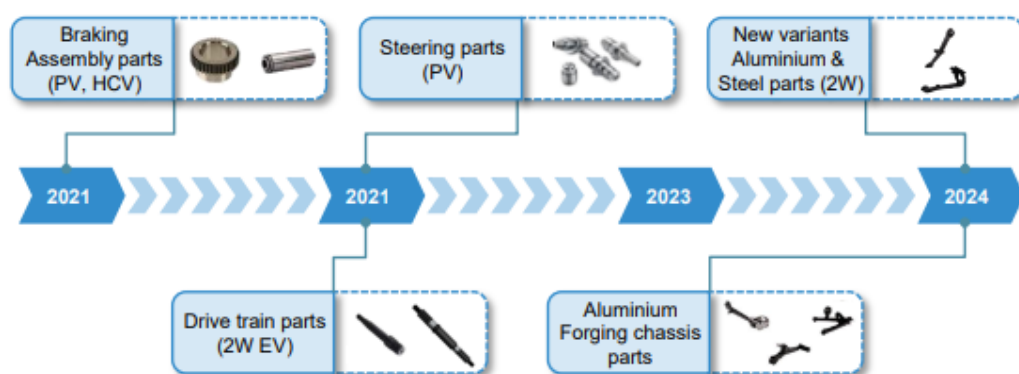 Braking
Assembly parts
(PV, HCV)
Steering parts
(PV)
New variants
Aluminium &
Steel parts (2W)
2021
2021
2023
2024
Drive train parts
(2W EV)
Aluminium
Forging chassis
parts